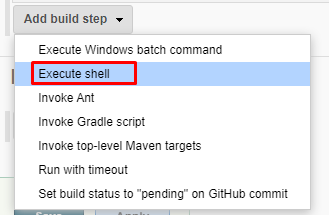 Add build step
Execute Windows batch command
Execute shell
Invoke Ant
Invoke Gradle script
Invoke top-level Maven targets
Run with timeout
Set build status to "pending" on GitHub commit